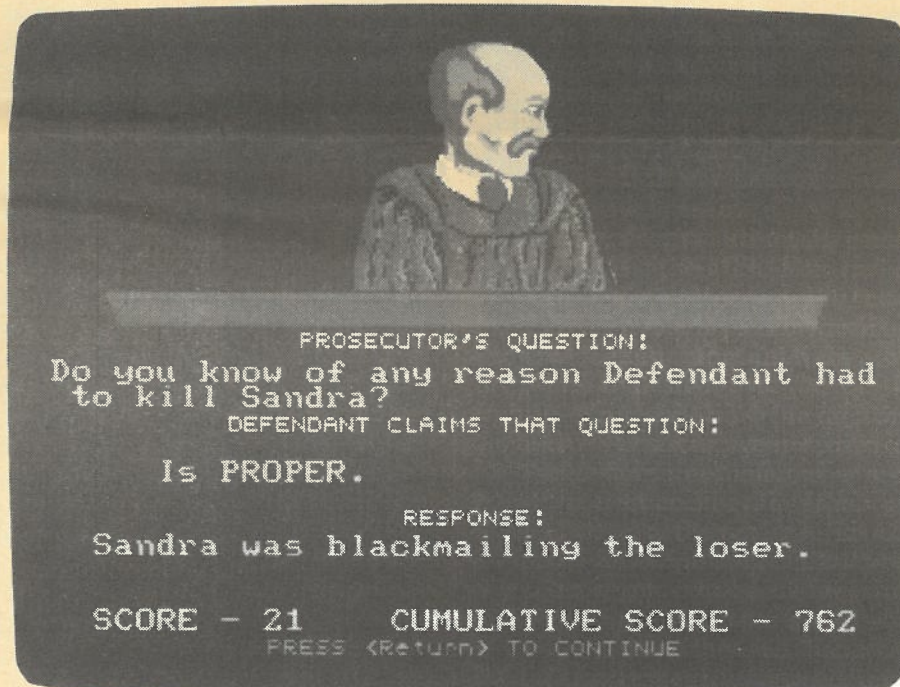 PROSECUTOR'S QUESTION:
Do you know of any reason Defendant had
to kill Sandra?
DEFENDANT CLAIMS THAT QUESTION:
Is PROPER.
RESPONSE:
Sandra was blackmailing the loser.
SCORE - 21 CUMULATIVE SCORE - 762
PRESS <Return> TO CONTINUE